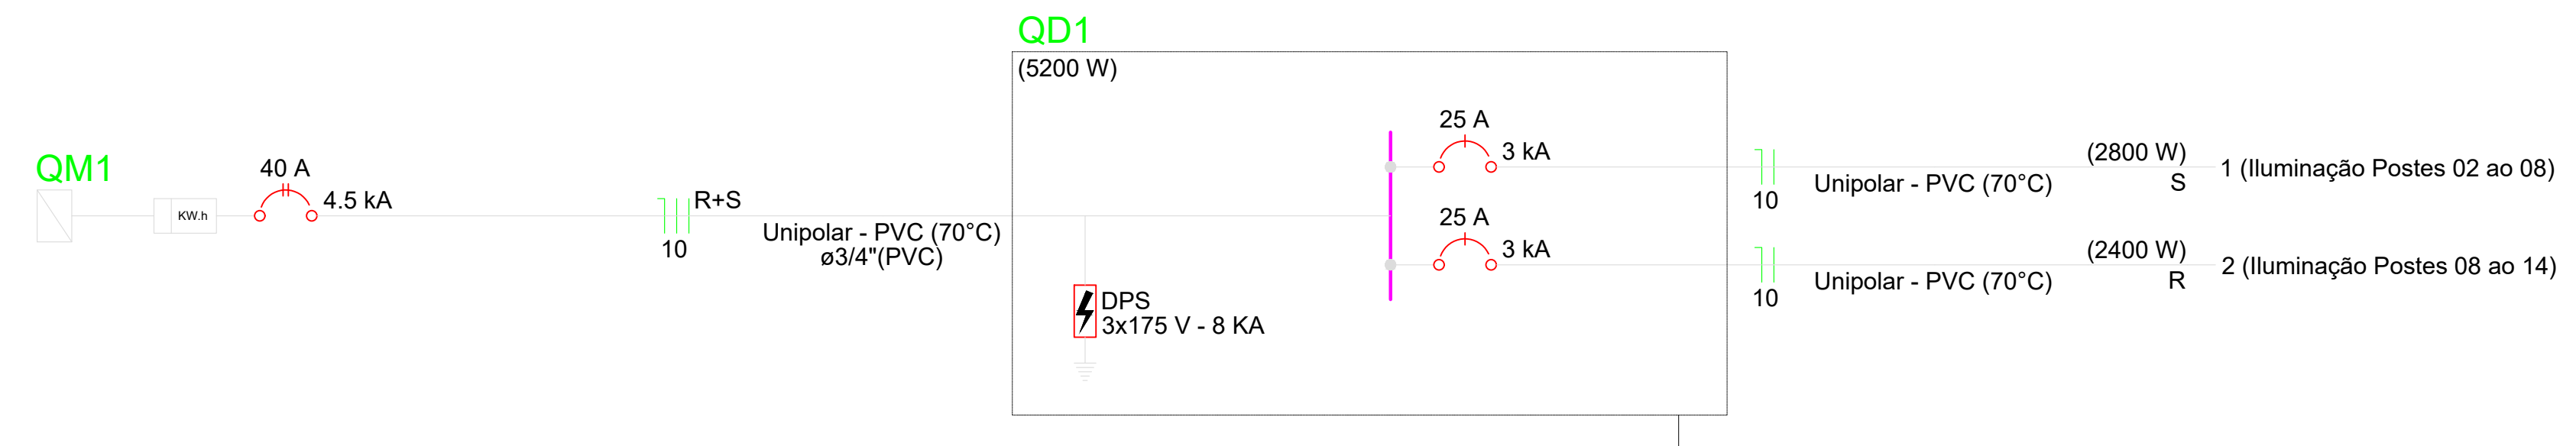 QD1
(5200 W)
QM1
KW.h
40 A
4.5 kA
R+S
10
Unipolar - PVC (70°C)
ø3/4"(PVC)
DPS
3x175 V - 8 KA
25 A
3 kA
10
Unipolar - PVC (70°C)
(2800 W)
S
1 (Iluminação Postes 02 ao 08)
25 A
3 kA
10
Unipolar - PVC (70°C)
(2400 W)
R
2 (Iluminação Postes 08 ao 14)